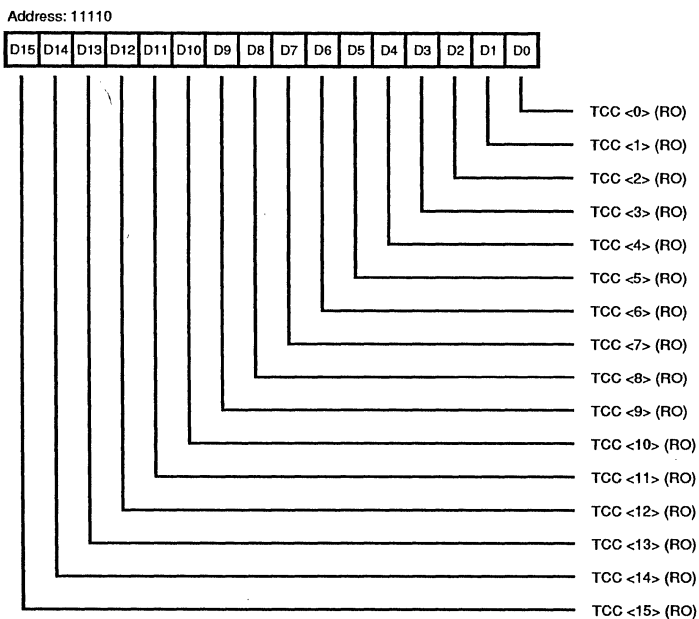 Address: 11110
D15 D14 D13 D12 D11 D10 D9 D8 D7 D6 D5 D4 D3 D2 D1 D0
TCC <0> (RO)
TCC <1> (RO)
TCC <2> (RO)
TCC <3> (RO)
TCC <4> (RO)
TCC <5> (RO)
TCC <6> (RO)
TCC <7> (RO)
TCC <8> (RO)
TCC <9> (RO)
TCC <10> (RO)
TCC <11> (RO)
TCC <12> (RO)
TCC <13> (RO)
TCC <14> (RO)
TCC <15> (RO)